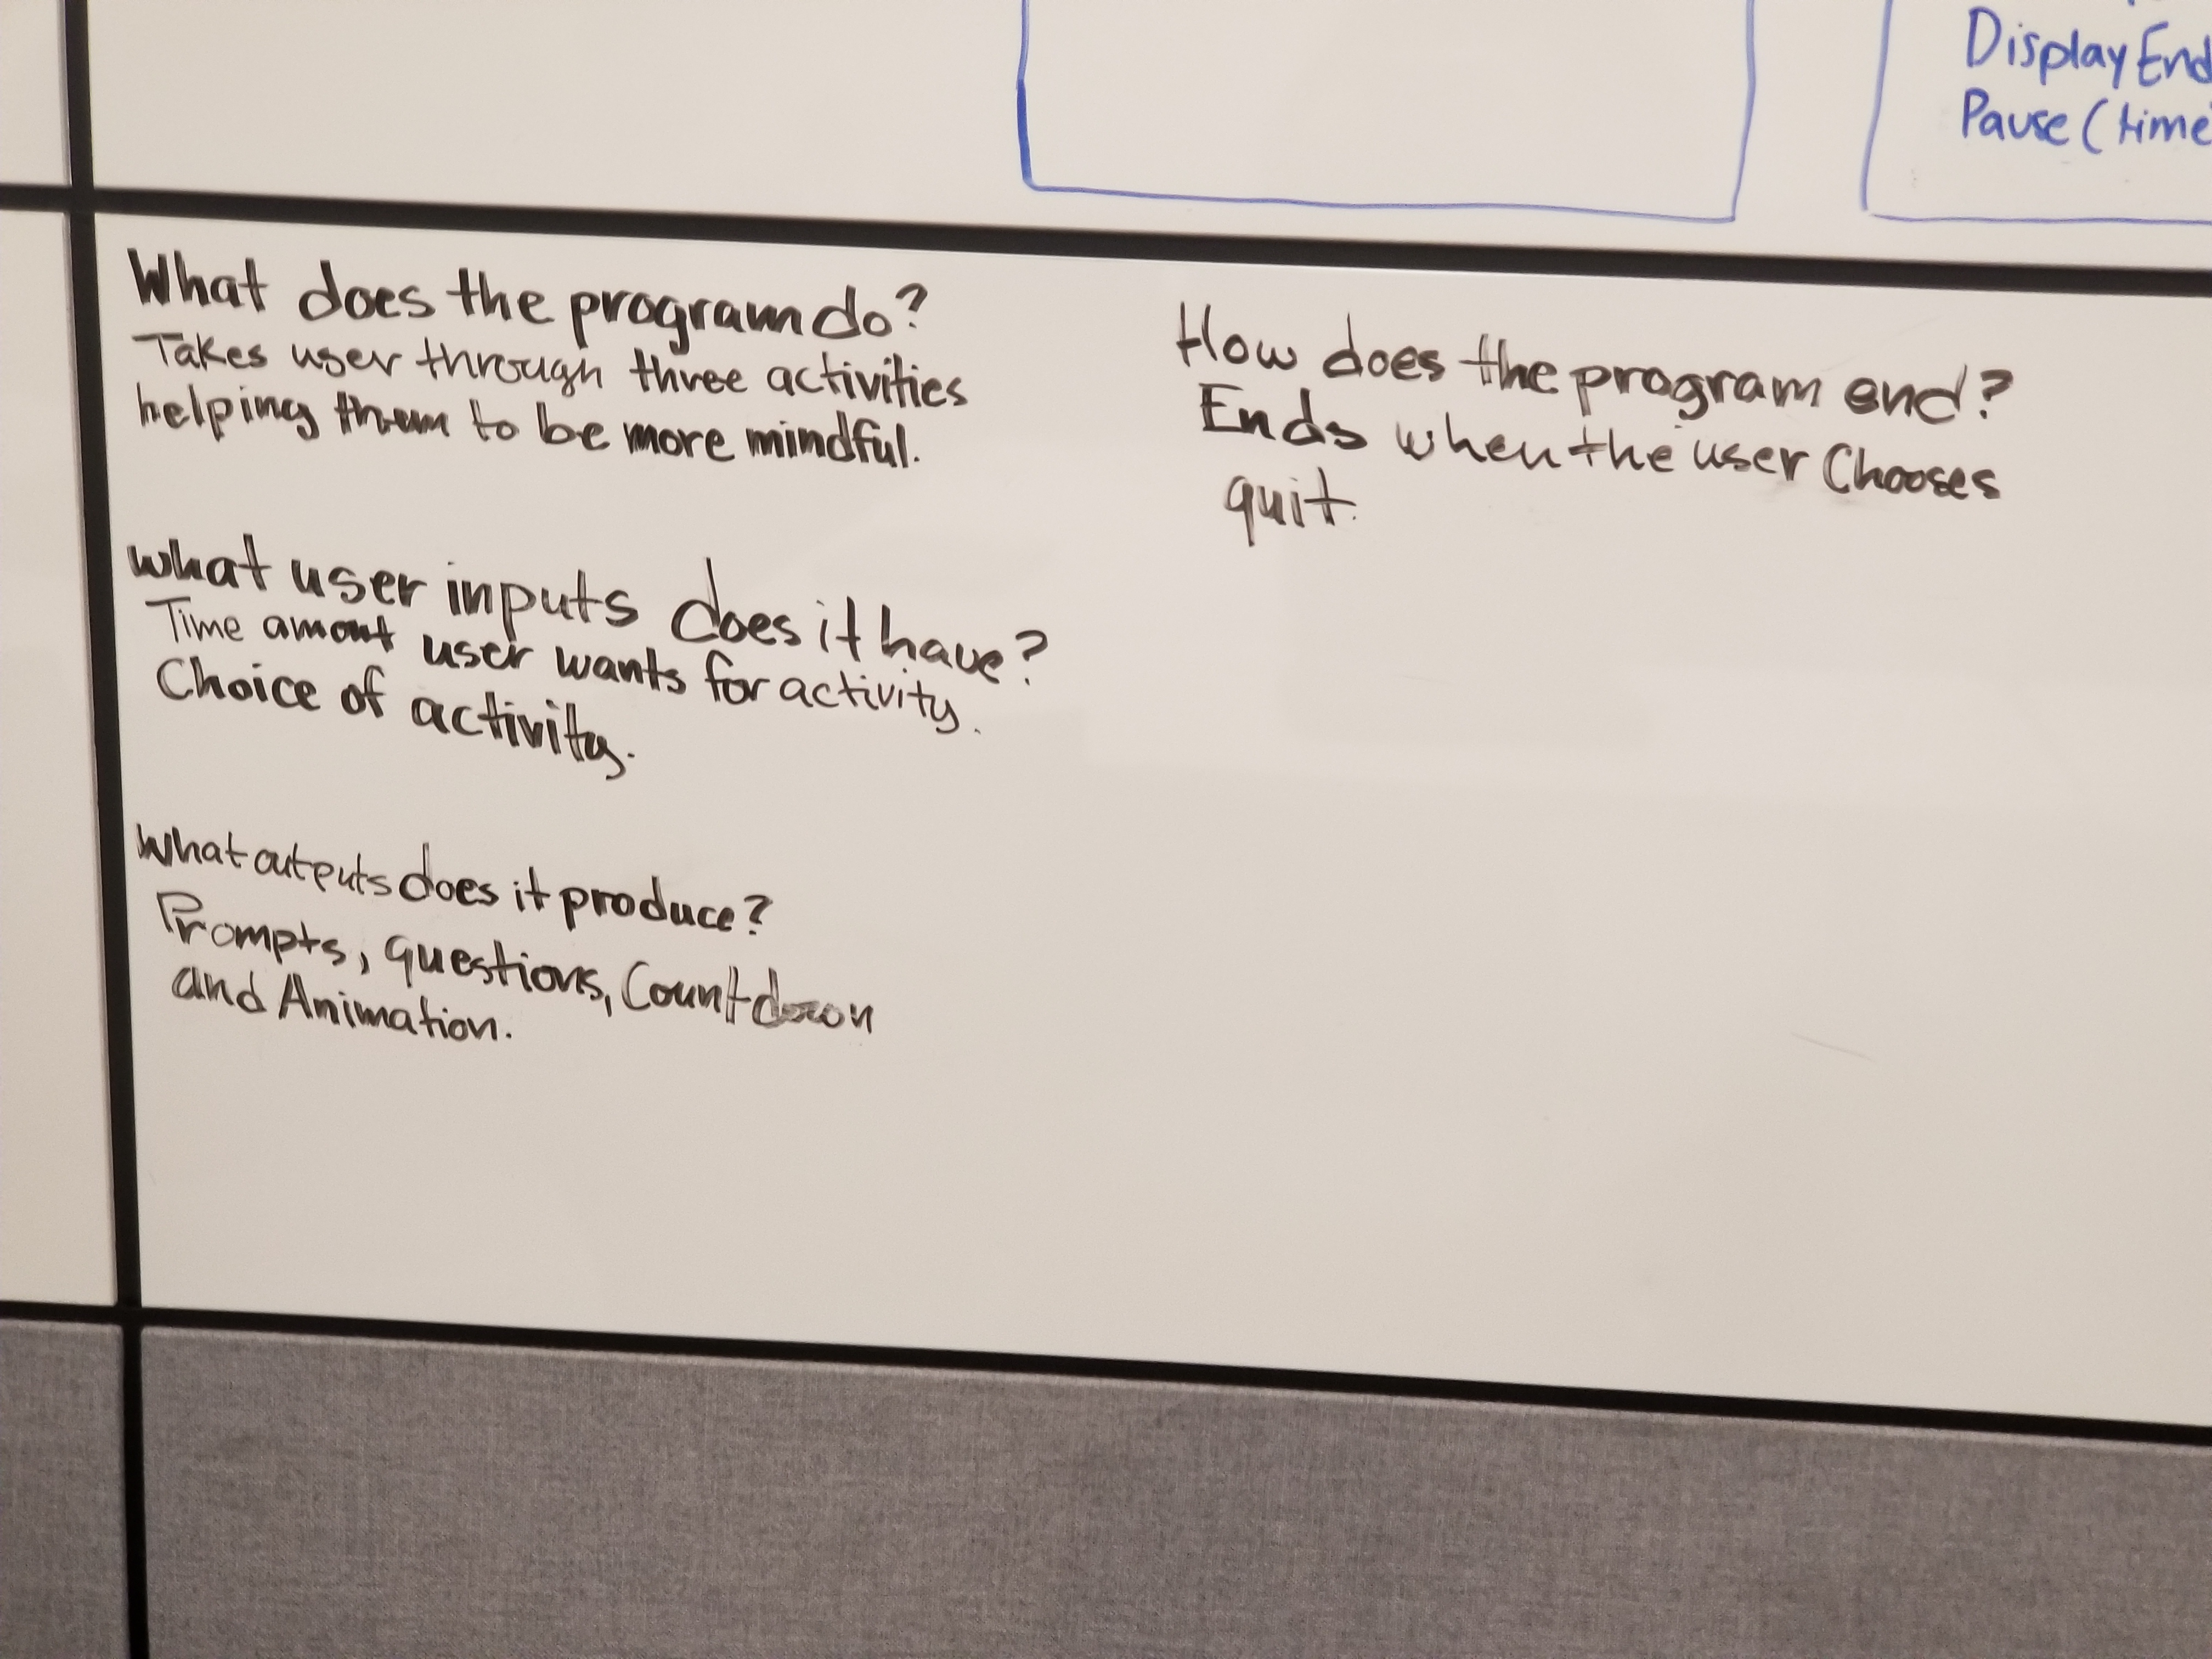 Display End
Pause (time
What does the program do?
Takes user through three activities
helping them to be more mindful.
what user inputs does it have?
Time amont user wants for activity.
Choice of activity.
What outputs does it produce?
Prompts, questions, Countdown
and Animation.
How does the program end?
Ends when the user Chooses
quit.